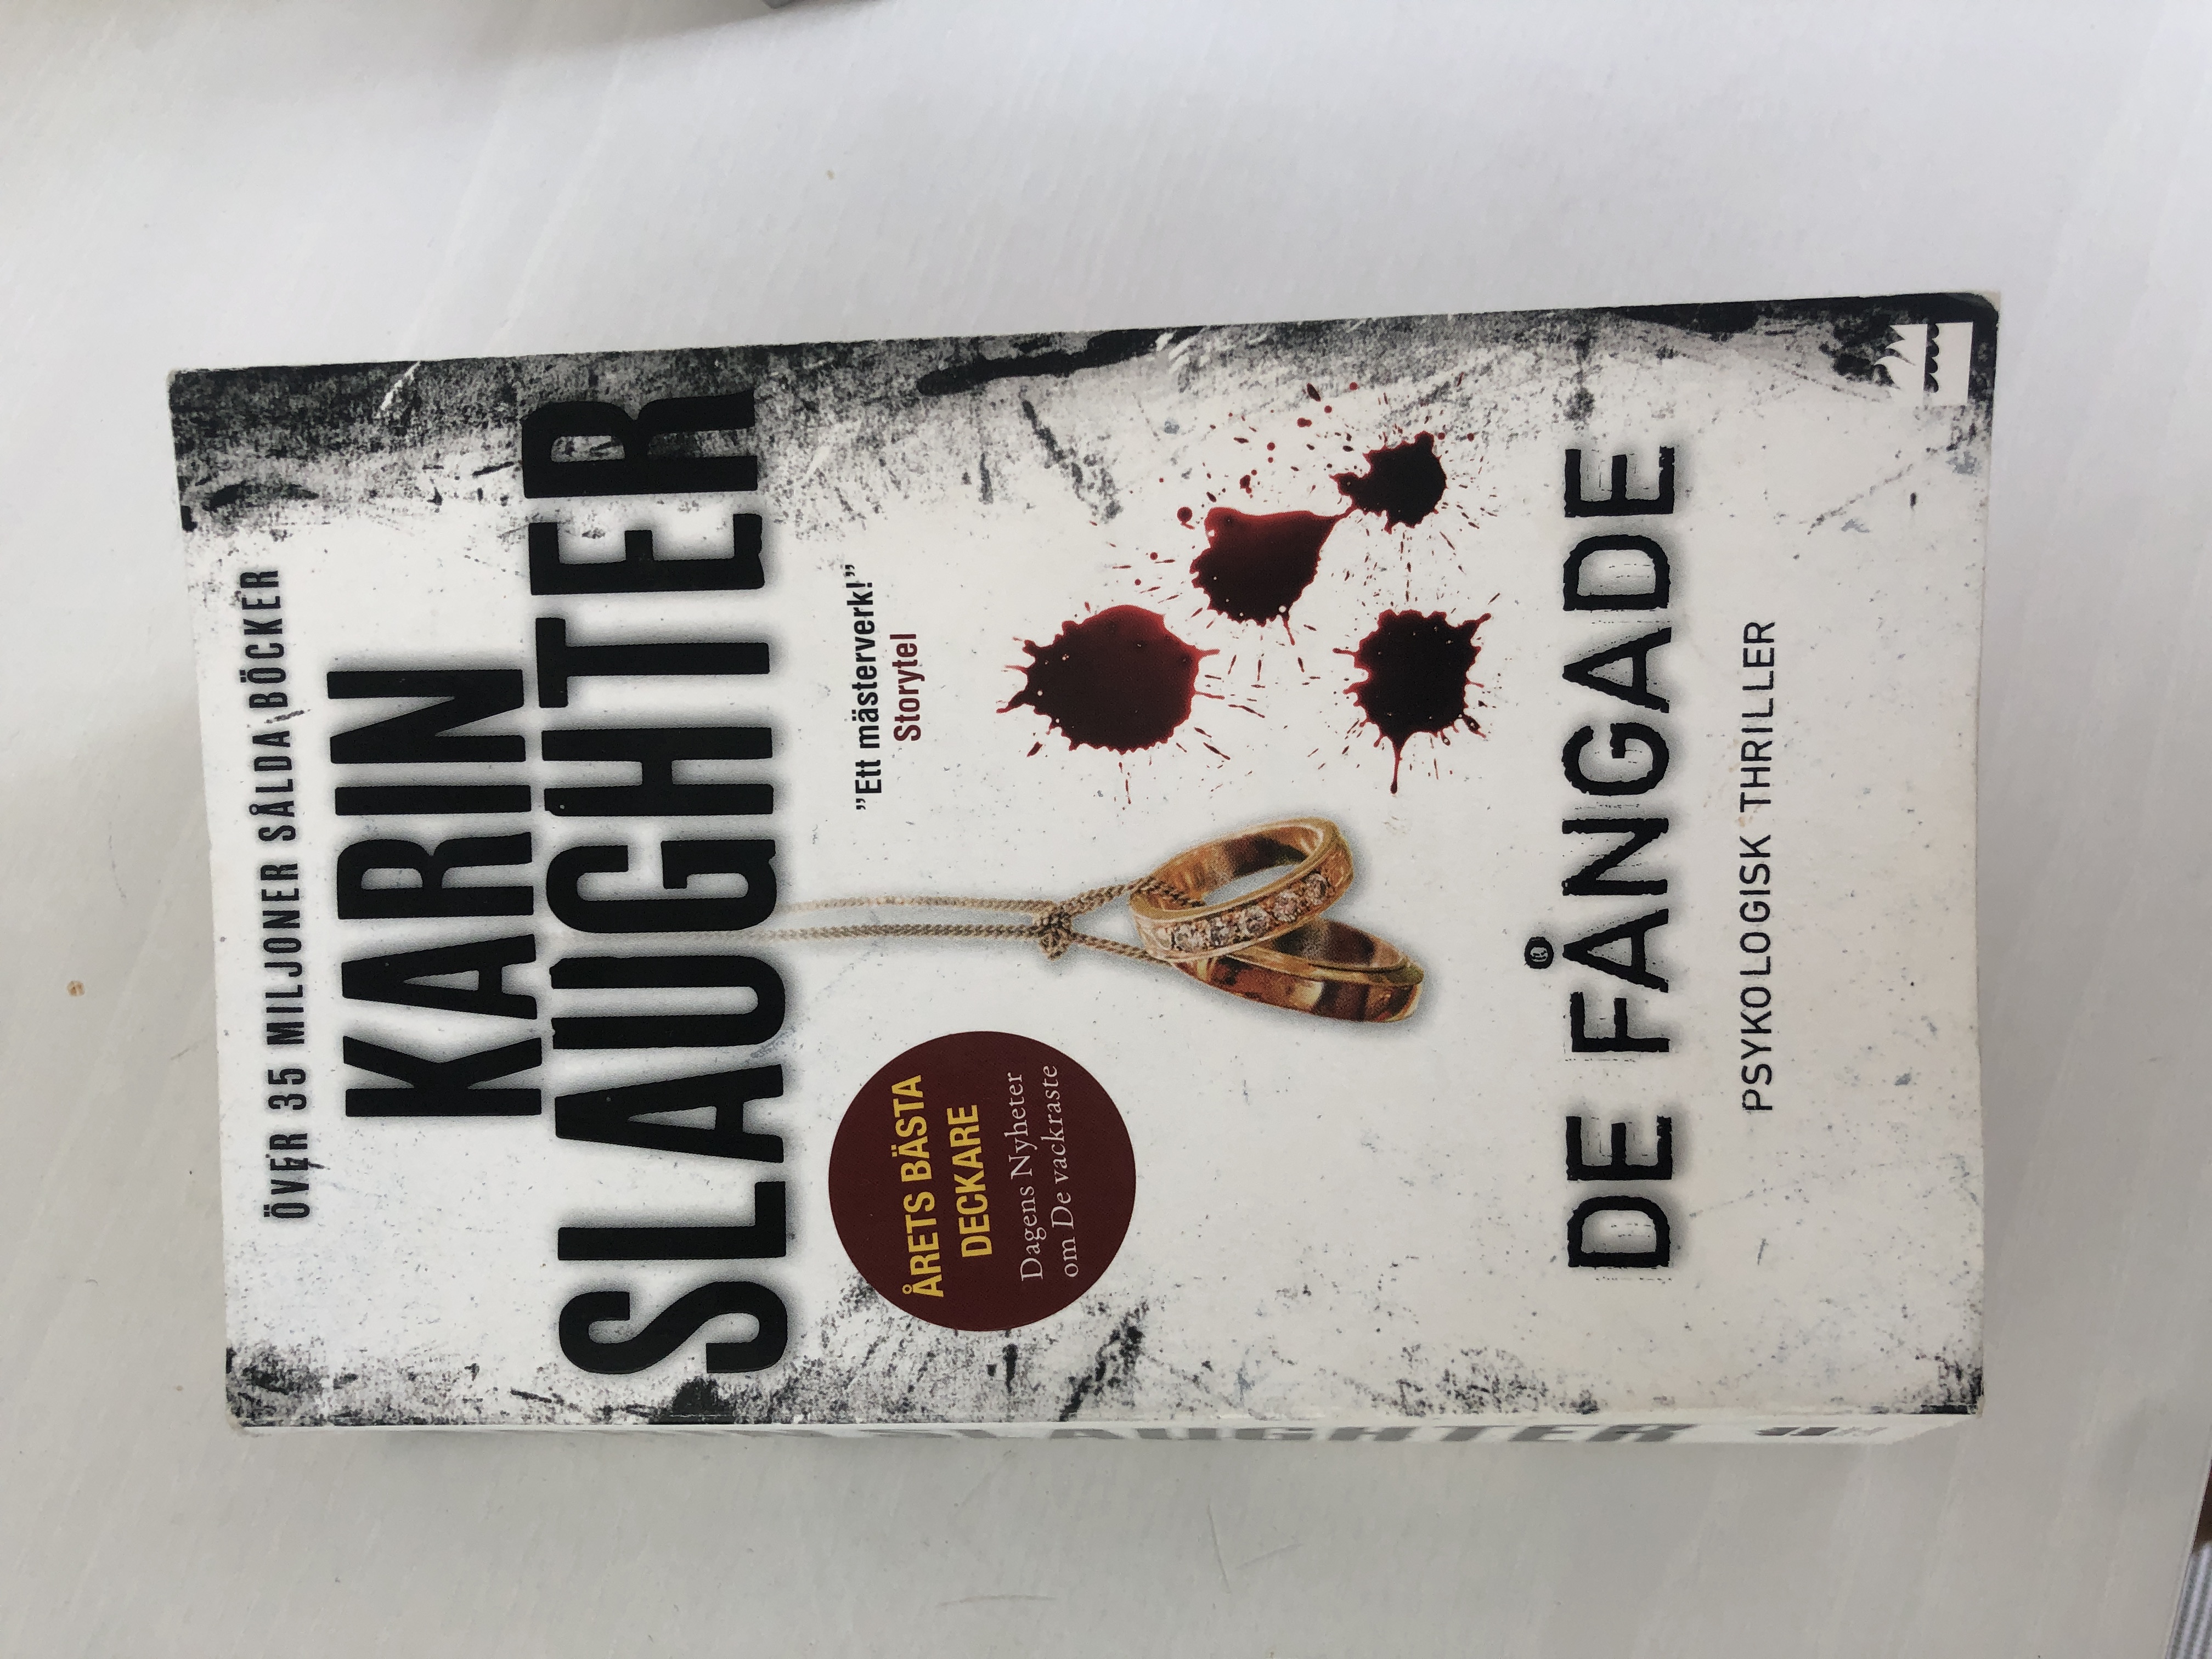 ÖVER 35 MILJONER SÅLDA BÖCKER
KARIN
SLAUGHTER
"Ett mästerverk!"
Storytel
ÅRETS BÄSTA
DECKARE
Dagens Nyheter
om De vackraste
DE FÅNGADE
PSYKOLOGISK THRILLER
SLAUGHTER